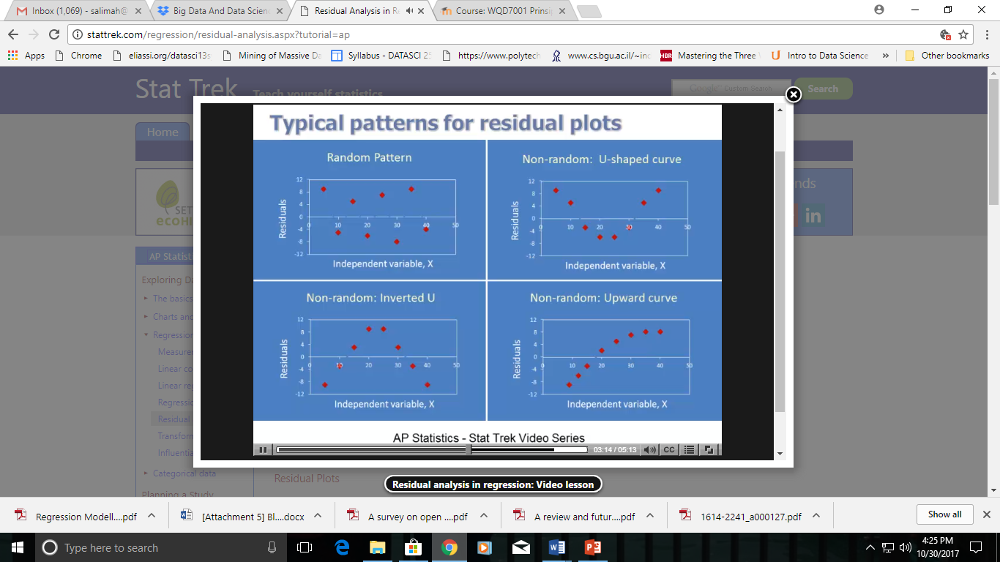 Inbox (1,069) - salimah@
Big Data And Data Scien
Residual Analysis in Re
Course: WQD7001 Prinsi
stattrek.com/regression/residual-analysis.aspx?tutorial=ap
Apps
Chrome
eliassi.org/datasci13s
Mining of Massive Da
Syllabus - DATASCI 25
https://www.polytech
www.cs.bgu.ac.il/~inc
HBR
Mastering the Three
Intro to Data Science
»
Other bookmarks
Stat Trek
Teach yourself statistics
Google™ Custom Search
Search
Home
SET
ecoHI
nds
in
AP Statisti
Exploring Da
The basics
Charts and
Regression
Measure
Linear co
Linear re
Regressi
Residual
Transfor
Influentia
Categorical data
Planning a Study
Residual Plots
Typical patterns for residual plots
Random Pattern
12
8
4
0
-4
-8
-12
0 10 20 30 40 50
Residuals
Independent variable, X
Non-random: U-shaped curve
12
8
4
0
-4
-8
-12
0 10 20 30 40 50
Residuals
Independent variable, X
Non-random: Inverted U
12
8
4
0
-4
-8
-12
0 10 20 30 40 50
Residuals
Independent variable, X
Non-random: Upward curve
12
8
4
0
-4
-8
-12
0 10 20 30 40 50
Residuals
Independent variable, X
AP Statistics - Stat Trek Video Series
03:14 / 05:13
CC
Residual analysis in regression: Video lesson
Regression Modell....pdf
[Attachment 5] Bl....docx
A survey on open ....pdf
A review and futur....pdf
1614-2241_a000127.pdf
Show all
Type here to search
4:25 PM
10/30/2017